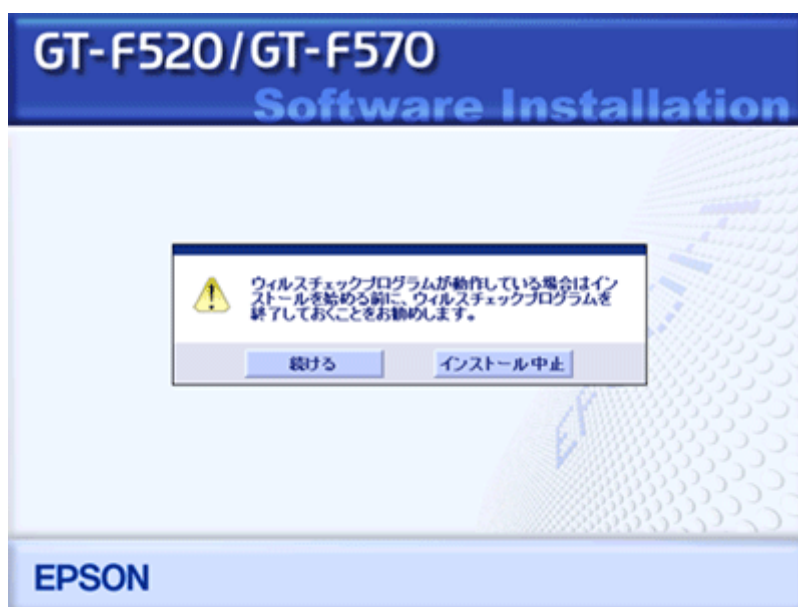 GT-F520/GT-F570
Software Installation
ウィルスチェックプログラムが動作している場合はイン
ストールを始める前に、ウィルスチェックプログラムを
終了しておくことをお勧めします。
続ける
インストール中止
EPSON